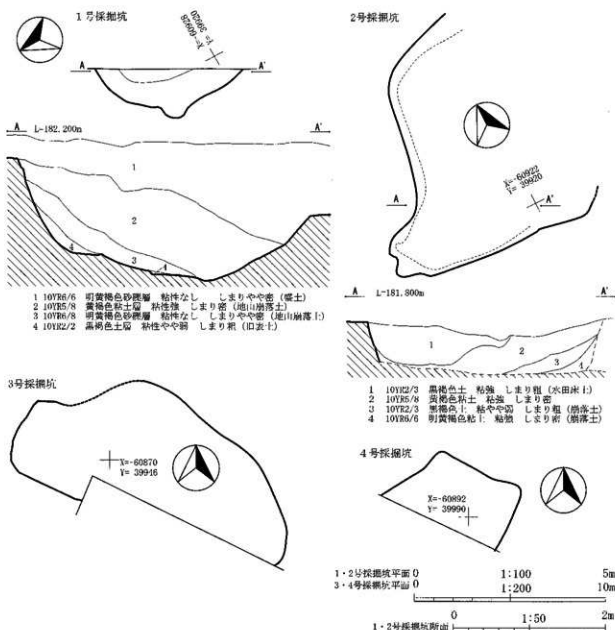 1号採掘坑
X=-60928
Y= 39920
A
A'
A
L-182.200m
A'
1
2
3
4
4
1 10YR6/6 明黄褐色砂礫層 粘性なし しまりやや密（盛土）
2 10YR5/8 黄褐色粘土層 粘性強 しまり密（地山崩落土）
3 10YR6/8 明黄褐色砂礫層 粘性なし しまりやや密（地山崩落土）
4 10YR2/2 黒褐色土層 粘性やや弱 しまり粗（旧表土）
2号採掘坑
X=-60922
Y= 39920
A
A'
A
L-181.800m
A'
1
2
3
4
1 10YR2/3 黒褐色土 粘強 しまり粗（水田床土）
2 10YR5/8 黄褐色粘土 粘強 しまり密
3 10YR2/3 黒褐色土 粘やや弱 しまり粗（崩落土）
4 10YR6/6 明黄褐色粘土 粘強 しまり密（崩落土）
3号採掘坑
X=-60870
Y= 39946
4号採掘坑
X=-60892
Y= 39990
1・2号採掘坑平面 0 1:100 5m
3・4号採掘坑平面 0 1:200 10m
0 1:50 2m
1・2号採掘坑断面